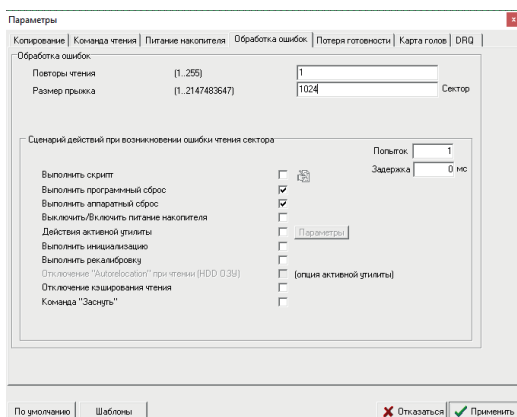 Параметры
x
Копирование Команда чтения Питание накопителя Обработка ошибок Потеря готовности Карта голов DRQ
Обработка ошибок
Повторы чтения (1..255) 1
Размер прыжка (1..2147483647) 1024 Сектор
Сценарий действий при возникновении ошибки чтения сектора
Попыток 1
Задержка 0 мс
Выполнить скрипт
Выполнить программный сброс
Выполнить аппаратный сброс
Выключить/Включить питание накопителя
Действия активной утилиты Параметры
Выполнить инициализацию
Выполнить рекалибровку
Отключение "Autorelocation" при чтении (HDD ОЗУ) (опция активной утилиты)
Отключение кэширования чтения
Команда "Заснуть"
По умолчанию Шаблоны Отказаться Применить